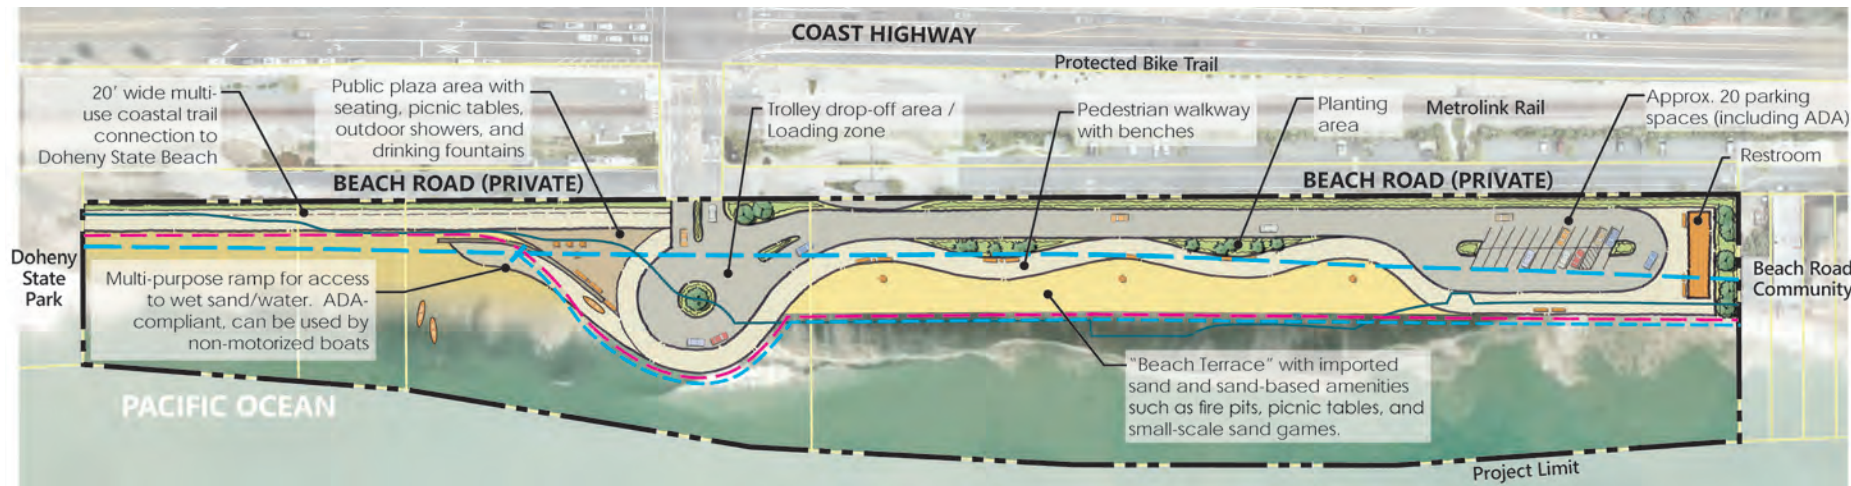 COAST HIGHWAY
Protected Bike Trail
20' wide multi-
use coastal trail
connection to
Doheny State Beach
Public plaza area with
seating, picnic tables,
outdoor showers, and
drinking fountains
Trolley drop-off area /
Loading zone
Pedestrian walkway
with benches
Planting
area
Metrolink Rail
Approx. 20 parking
spaces (including ADA)
Restroom
BEACH ROAD (PRIVATE)
BEACH ROAD (PRIVATE)
Doheny
State
Park
Multi-purpose ramp for access
to wet sand/water. ADA-
compliant, can be used by
non-motorized boats
Beach Road
Community
"Beach Terrace" with imported
sand and sand-based amenities
such as fire pits, picnic tables, and
small-scale sand games.
PACIFIC OCEAN
Project Limit